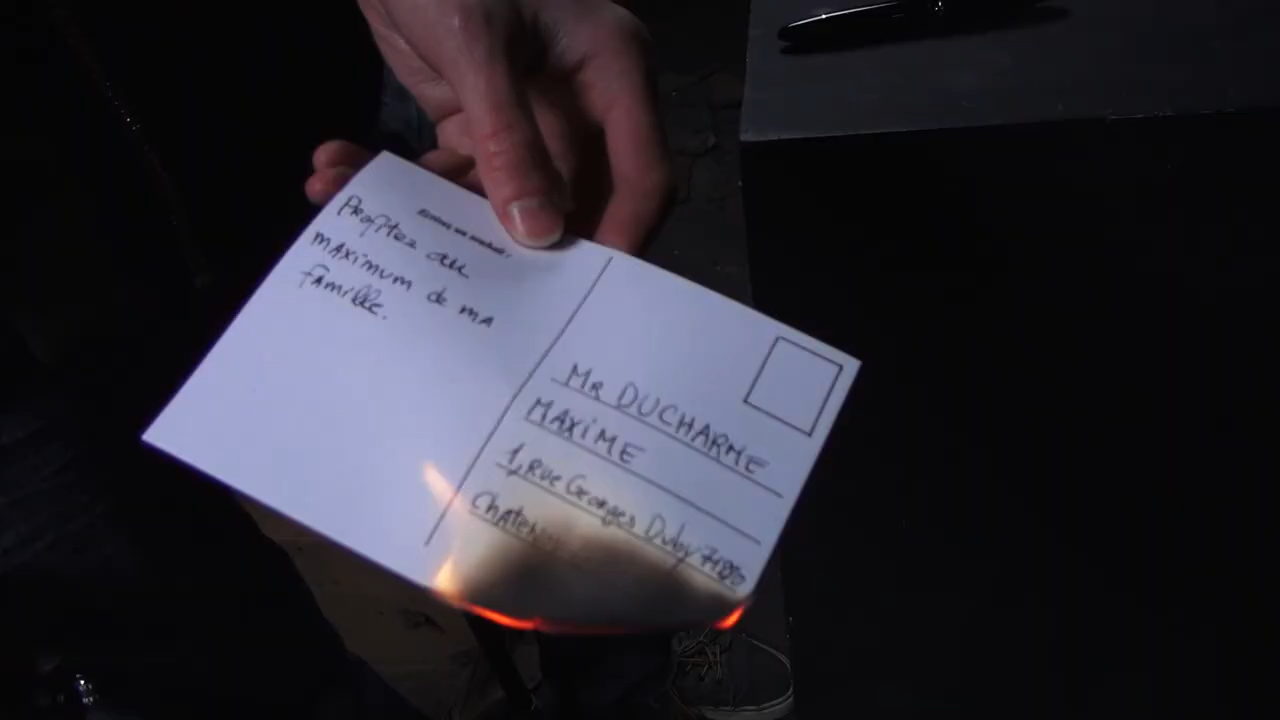 Profitez au
maximum de ma
famille.
Mr DUCHARME
MAXIME
1, Rue Georges Duby